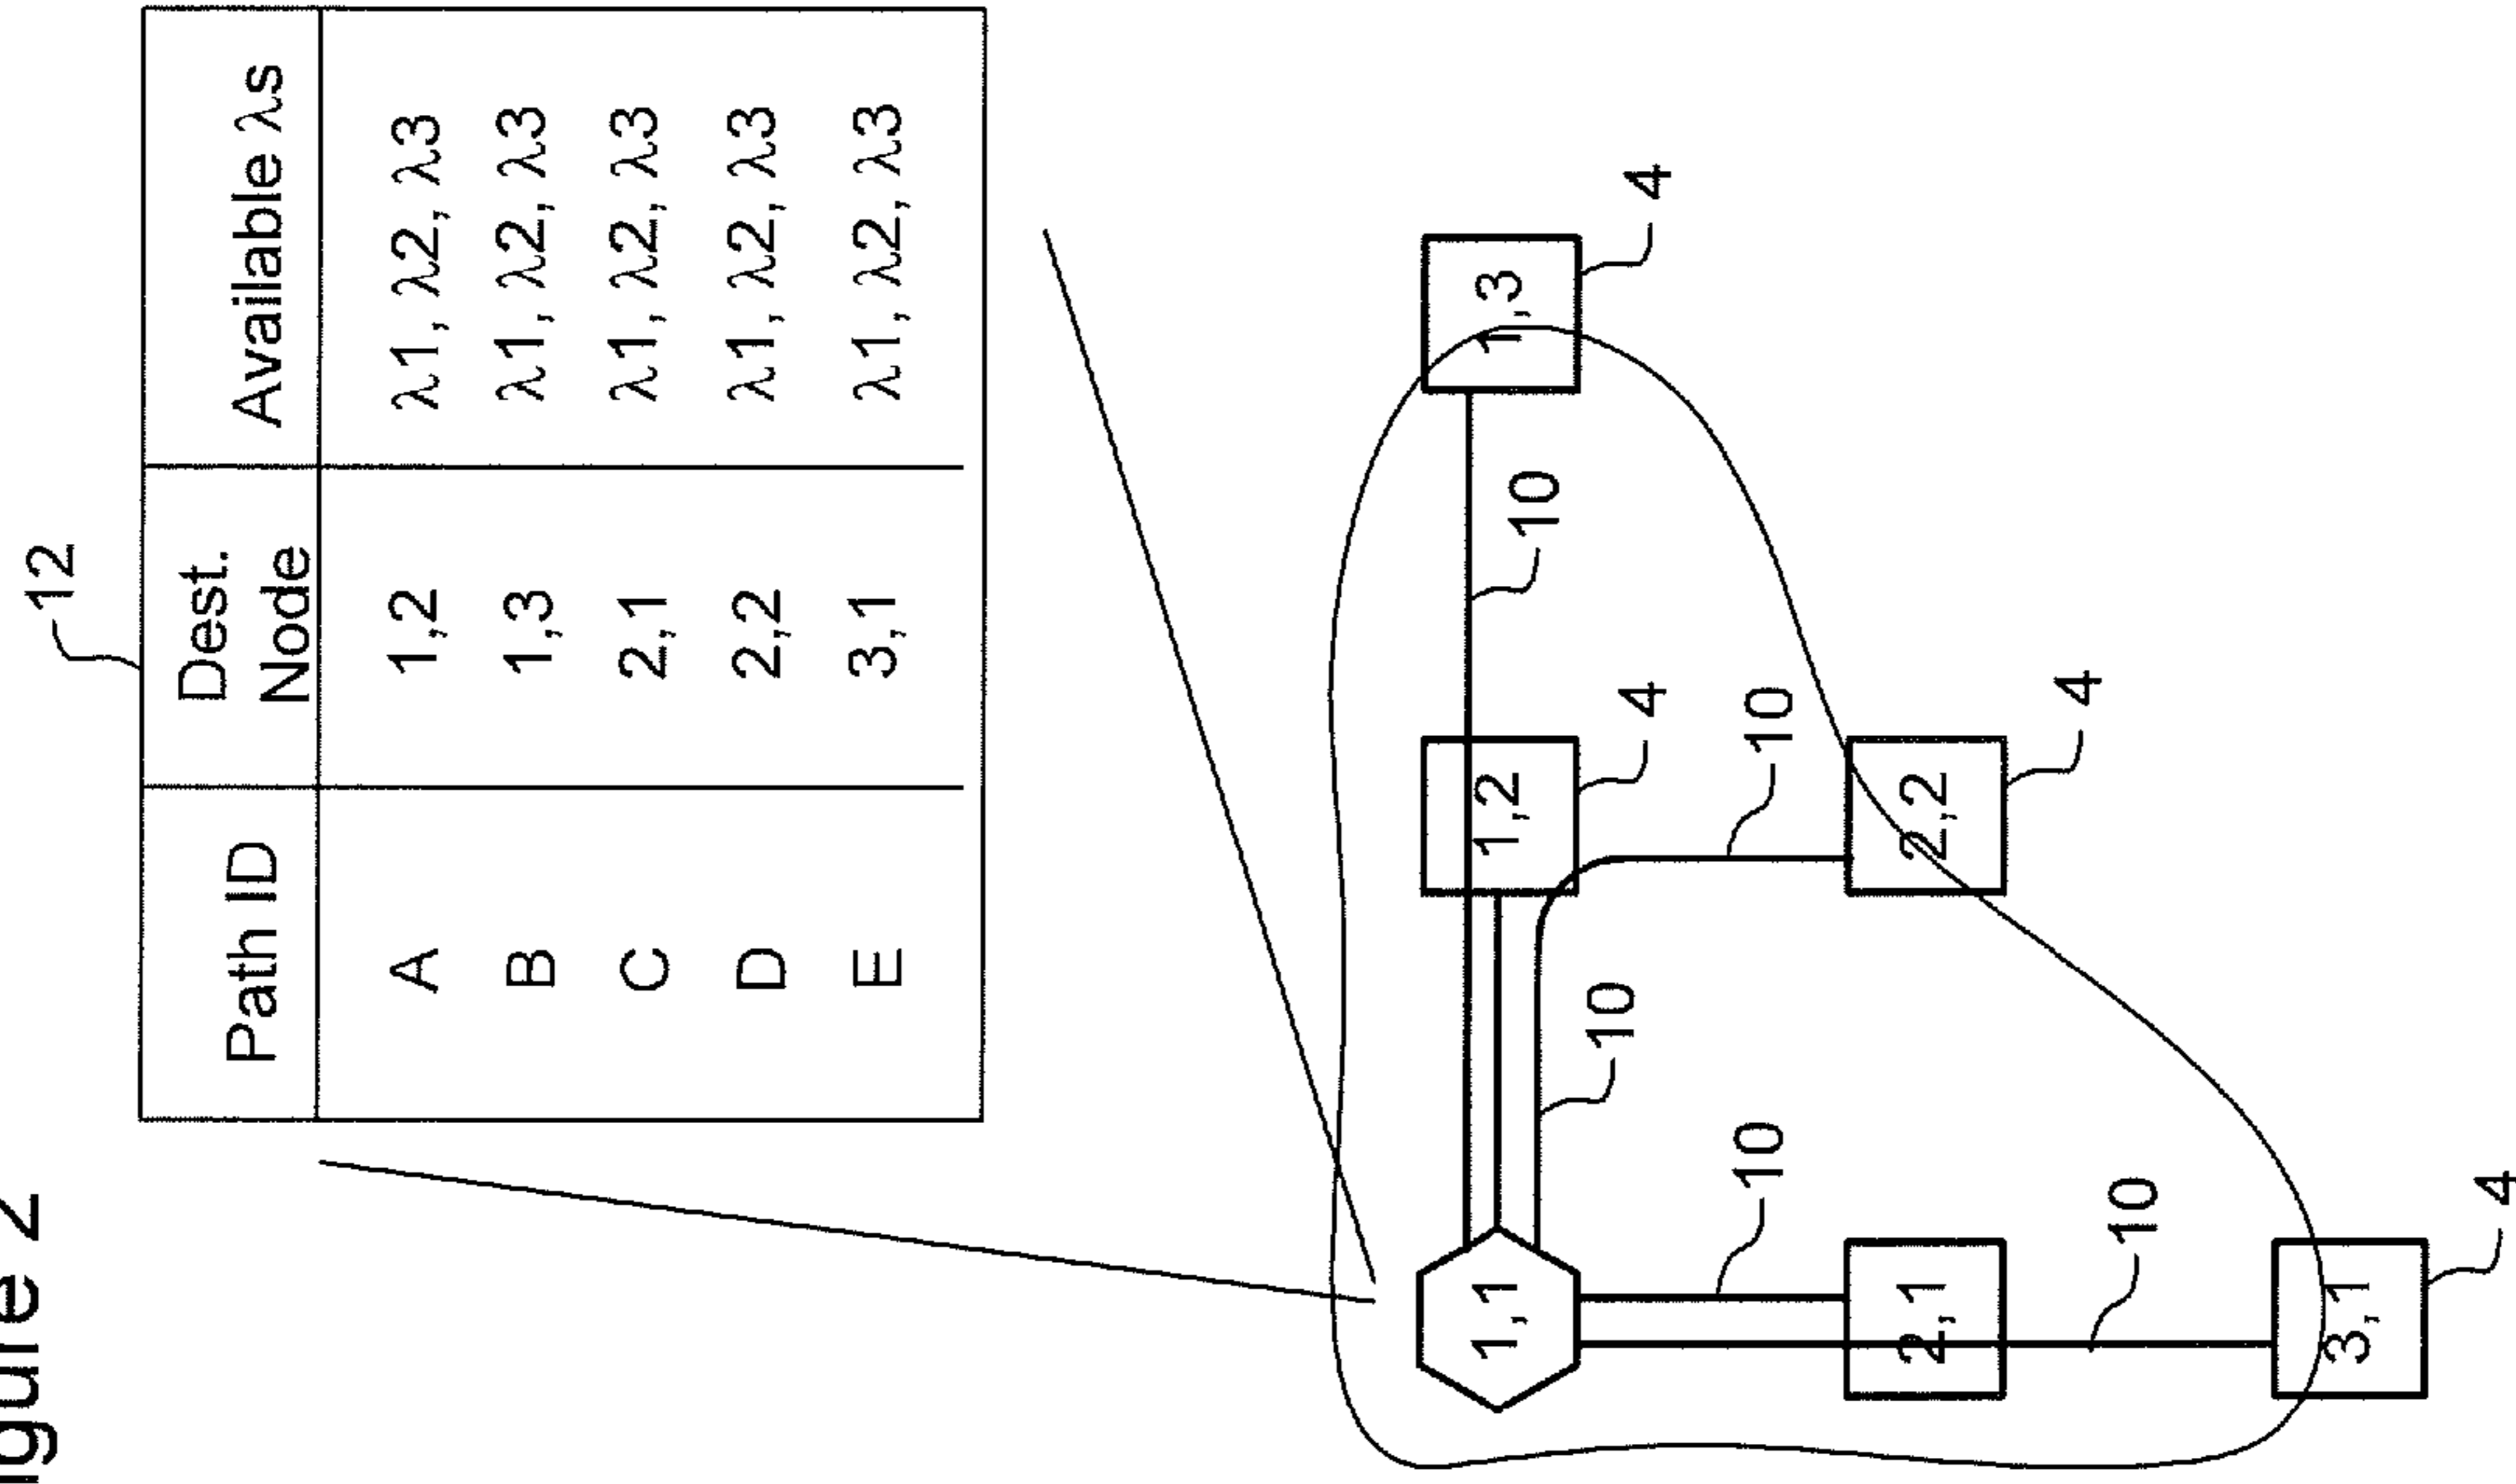 igure 2
12
Path ID Dest. Node Available λs
A 1,2 λ1, λ2, λ3
B 1,3 λ1, λ2, λ3
C 2,1 λ1, λ2, λ3
D 2,2 λ1, λ2, λ3
E 3,1 λ1, λ2, λ3
1,1 1,2 1,3
10 4 10 4
10 10
2,1 2,2
10 4
3,1
4